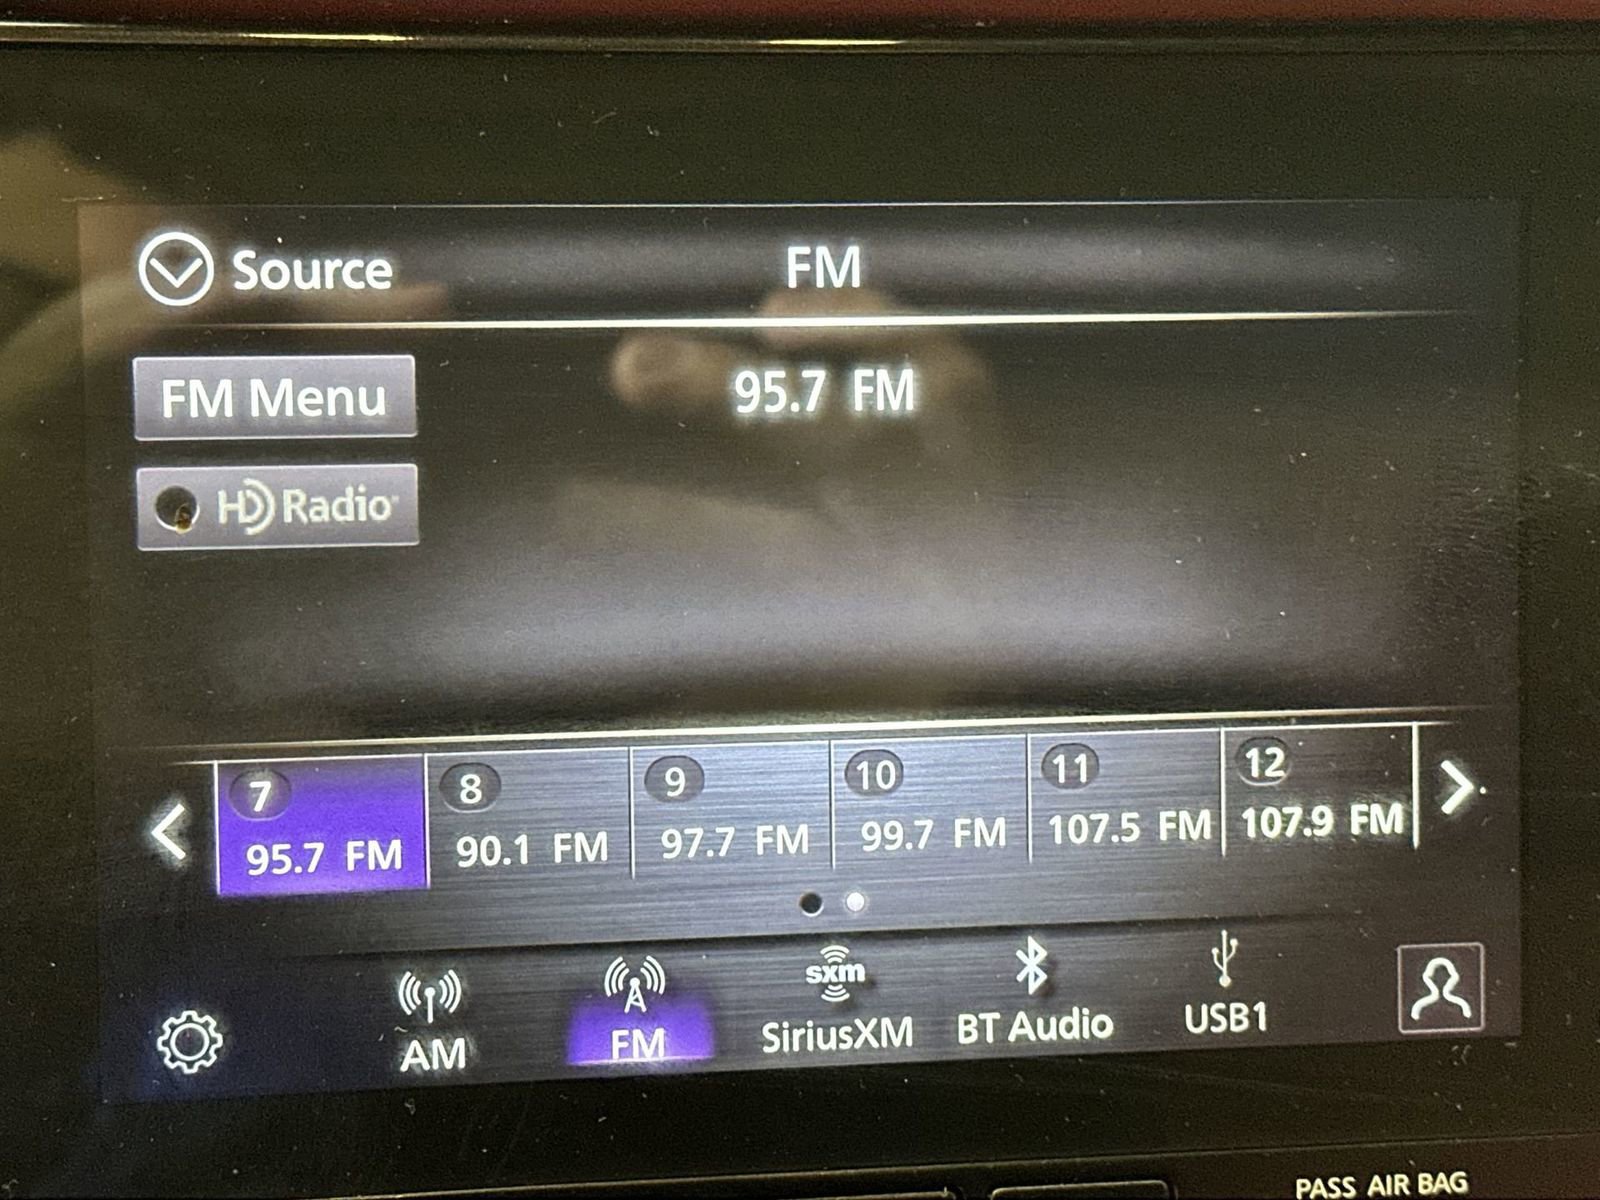 Source
FM
FM Menu
95.7 FM
HD Radio
7
8
9
10
11
12
95.7 FM
90.1 FM
97.7 FM
99.7 FM
107.5 FM
107.9 FM
sxm
AM
FM
SiriusXM
BT Audio
USB1
PASS AIR BAG